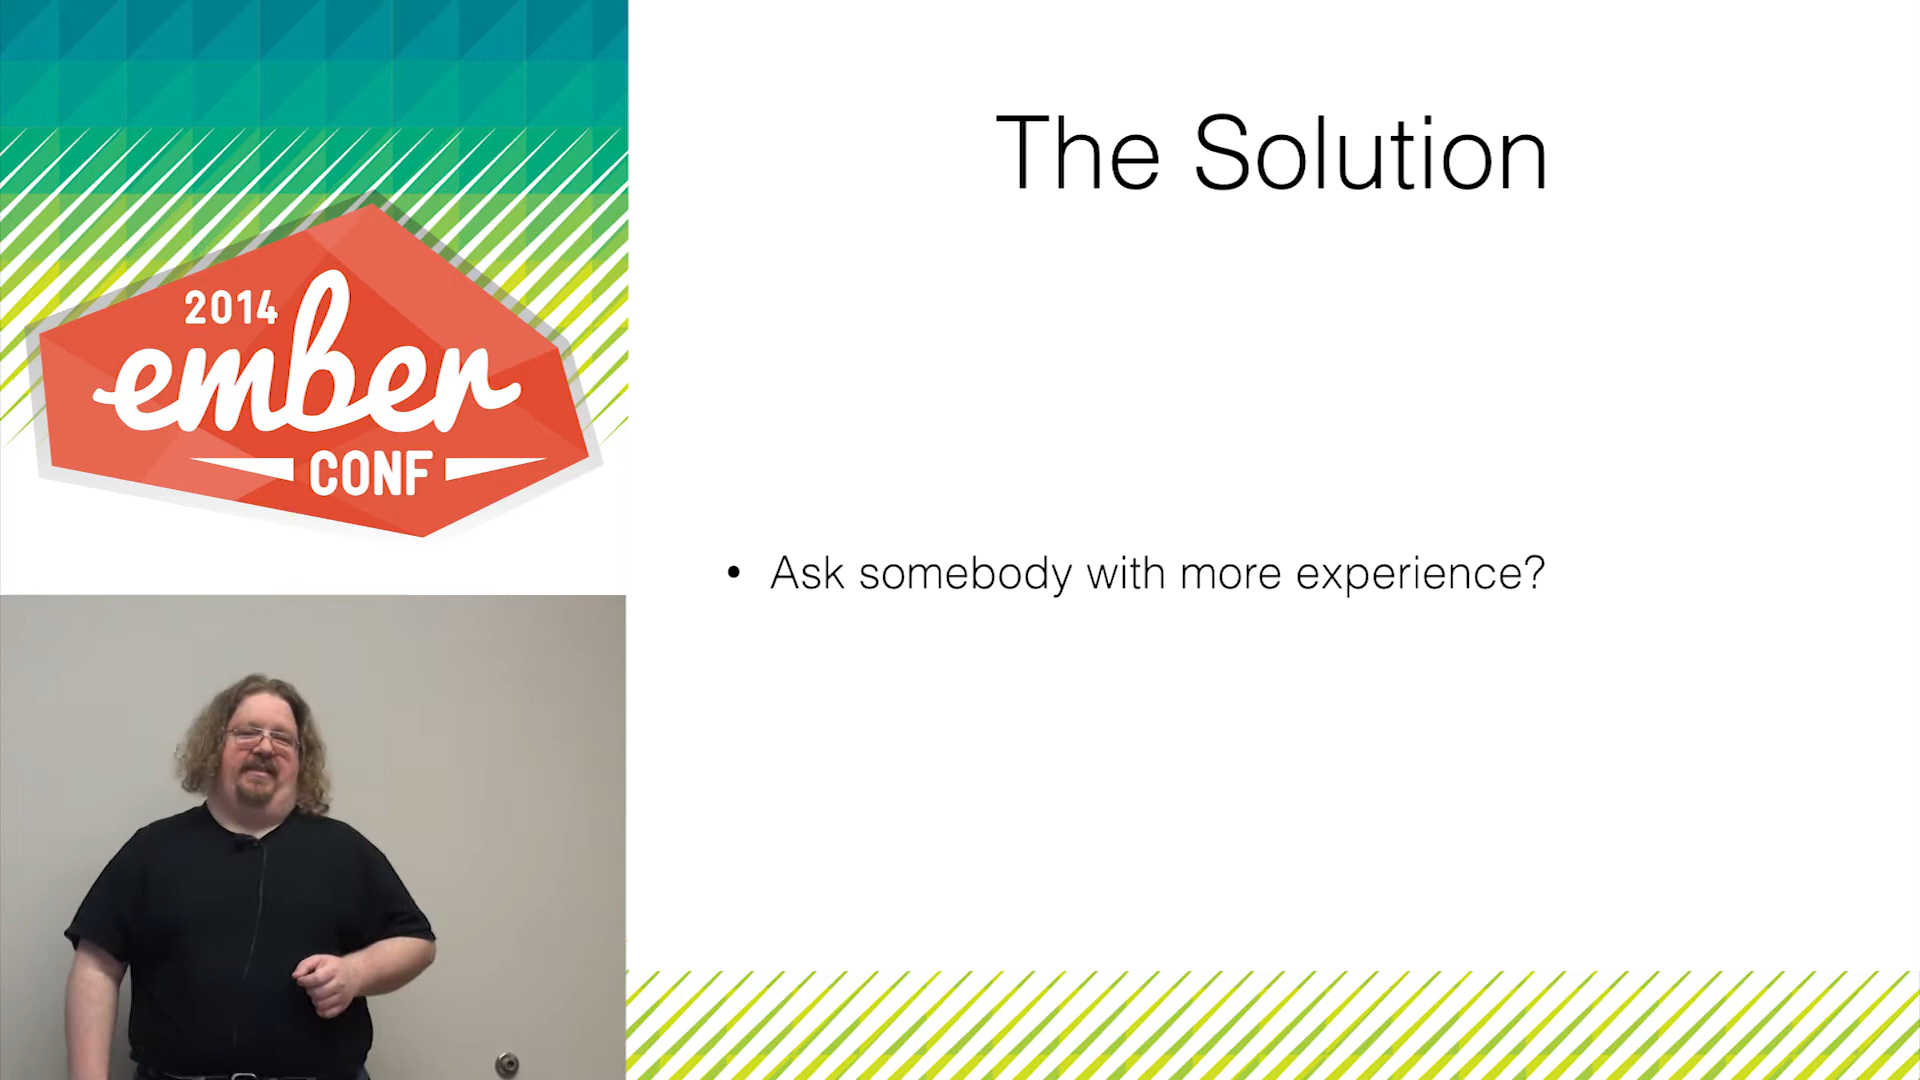 2014
ember
CONF
The Solution
• Ask somebody with more experience?